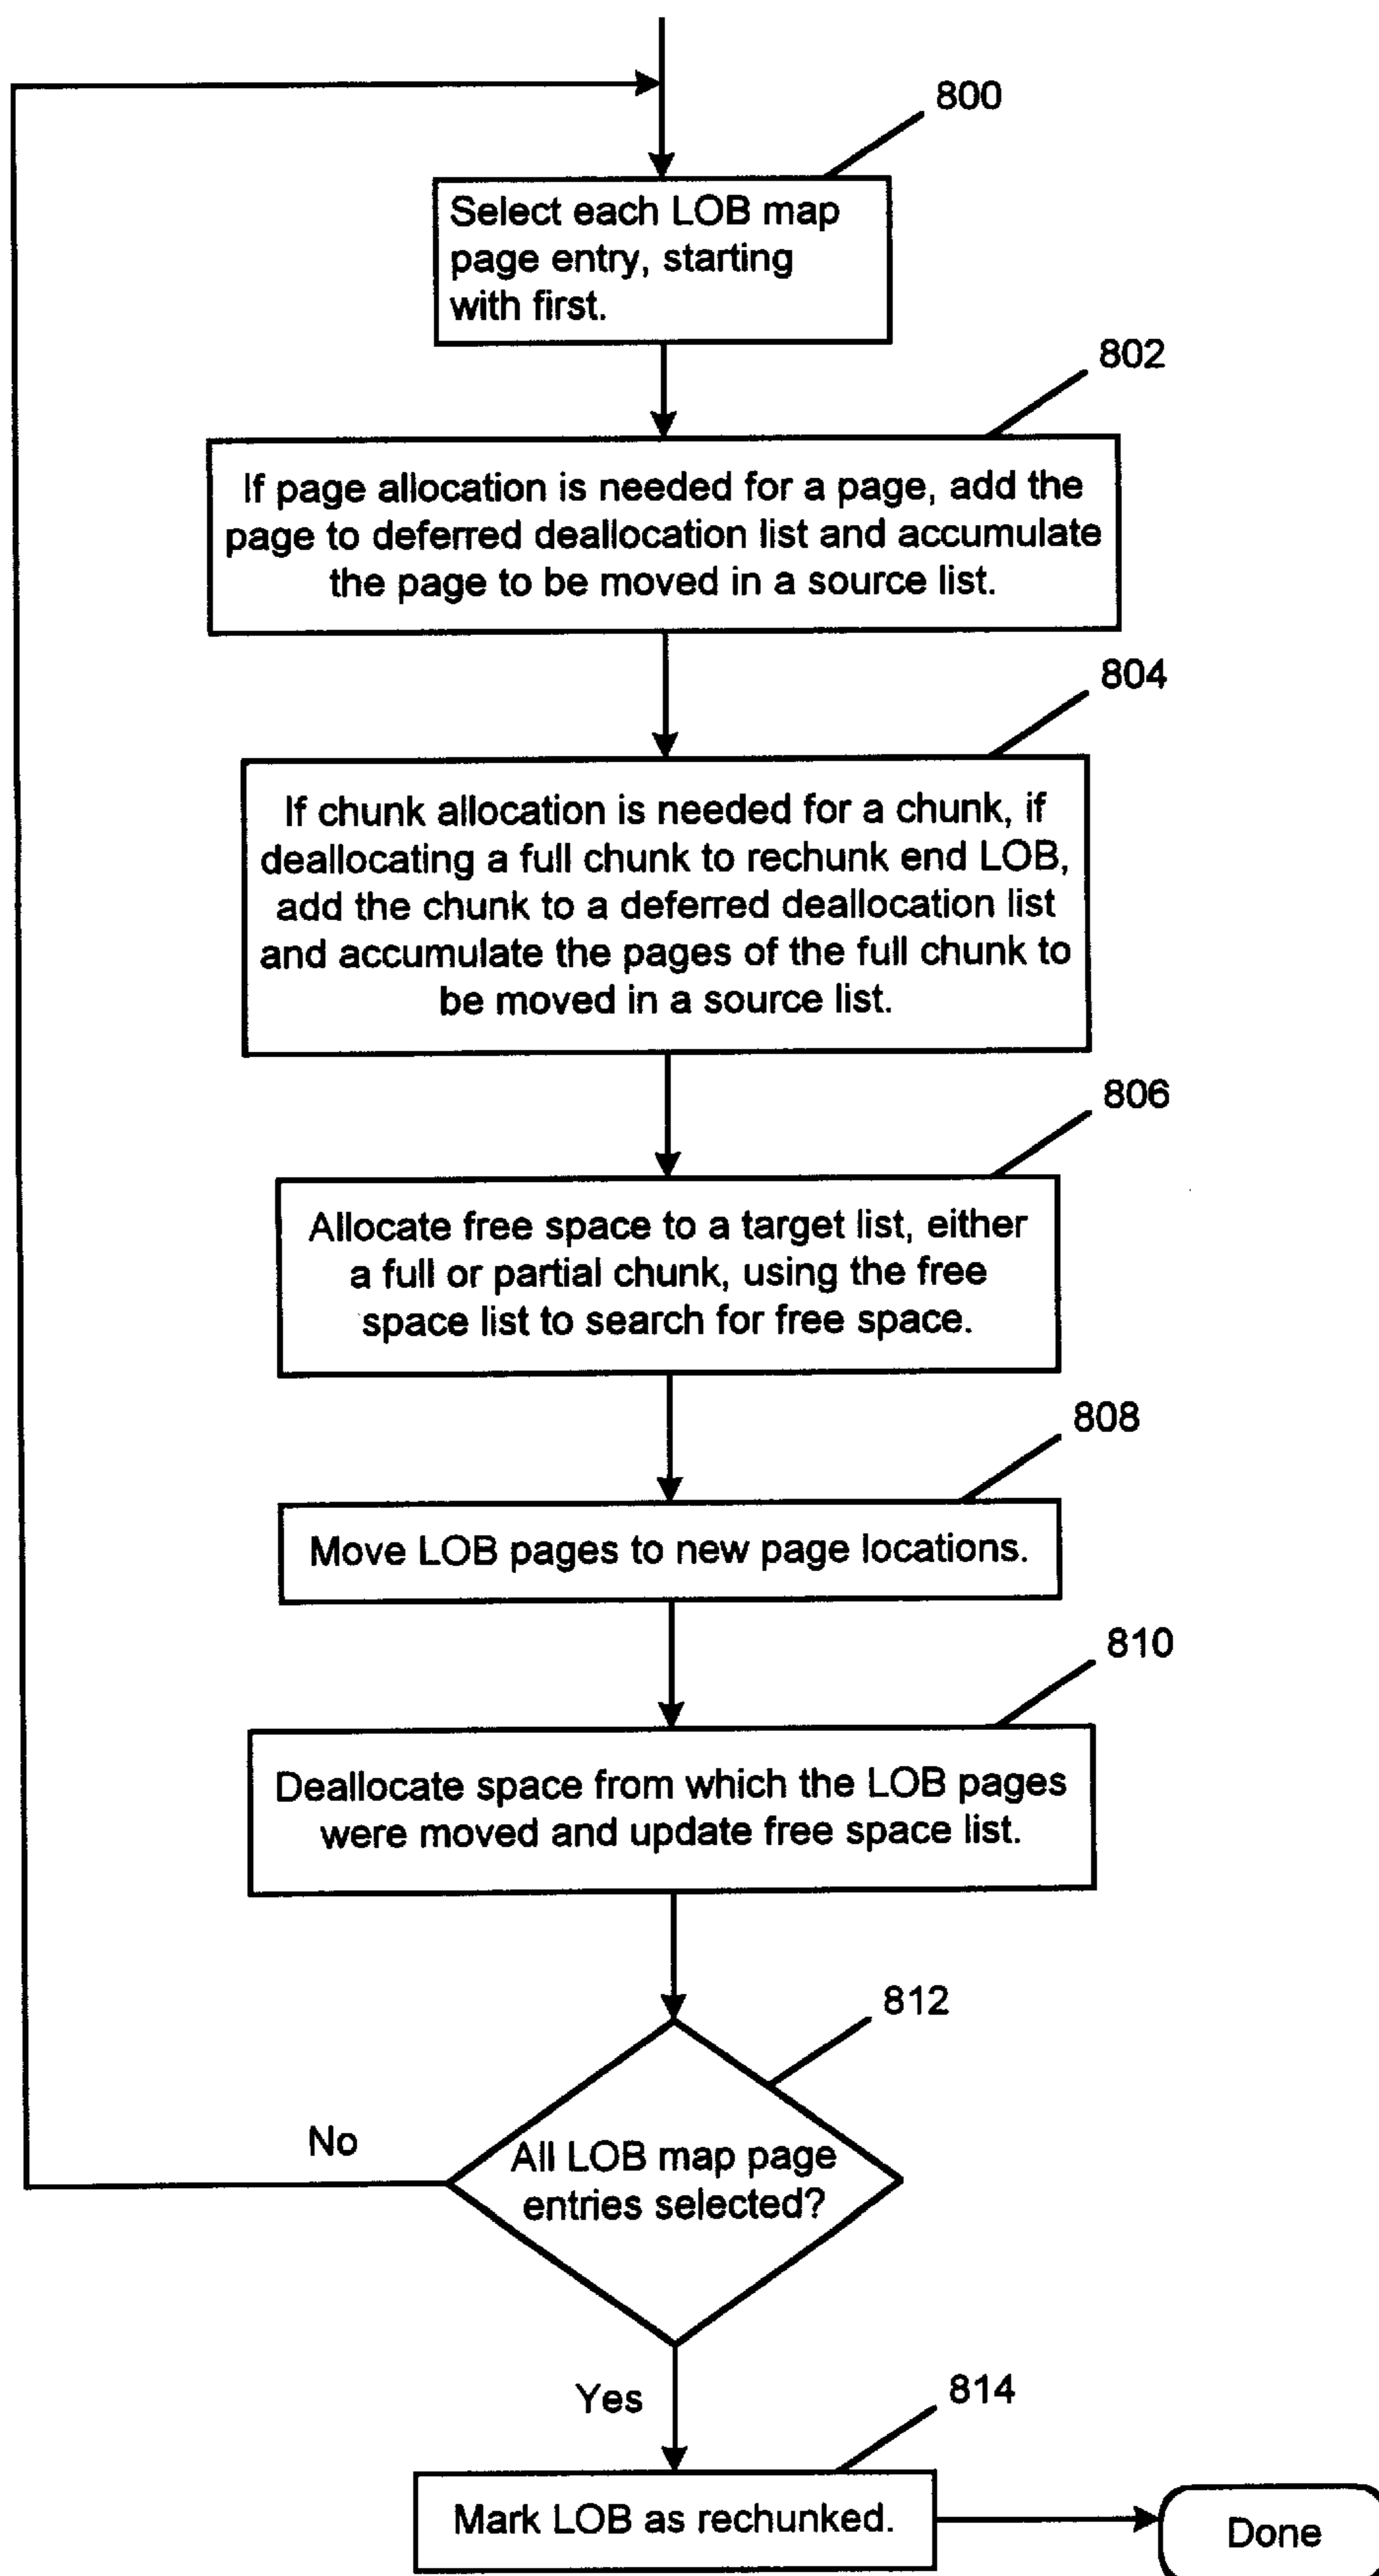 800
Select each LOB map
page entry, starting
with first.
802
If page allocation is needed for a page, add the
page to deferred deallocation list and accumulate
the page to be moved in a source list.
804
If chunk allocation is needed for a chunk, if
deallocating a full chunk to rechunk end LOB,
add the chunk to a deferred deallocation list
and accumulate the pages of the full chunk to
be moved in a source list.
806
Allocate free space to a target list, either
a full or partial chunk, using the free
space list to search for free space.
808
Move LOB pages to new page locations.
810
Deallocate space from which the LOB pages
were moved and update free space list.
812
No
All LOB map page
entries selected?
Yes
814
Mark LOB as rechunked.
Done